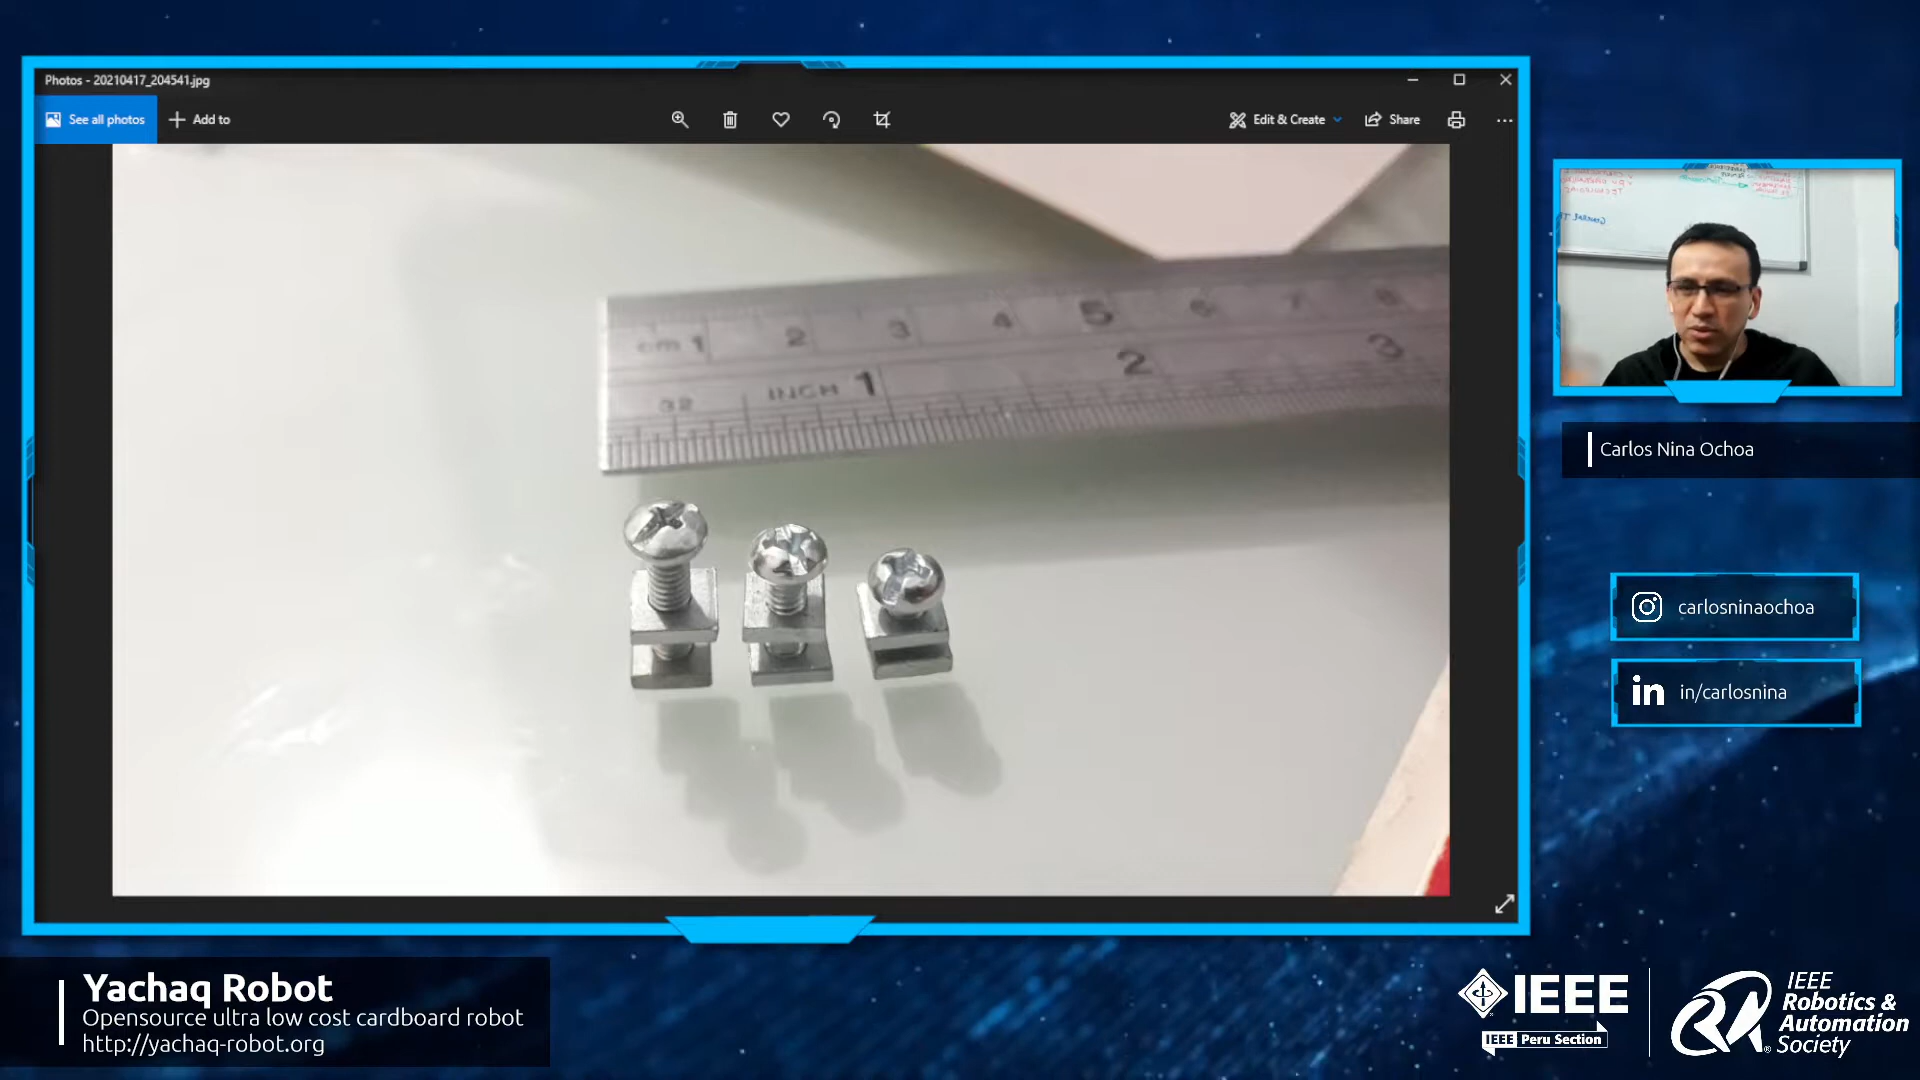 Photos - 20210417_204541.jpg
See all photos
Add to
Edit & Create
Share
cm 1 2 3 4 5 6 7 8
32 INCH 1 2 3
Carlos Nina Ochoa
carlosninaochoa
in/carlosnina
Yachaq Robot
Opensource ultra low cost cardboard robot
http://yachaq-robot.org
IEEE
IEEE Peru Section
IEEE
Robotics &
Automation
Society